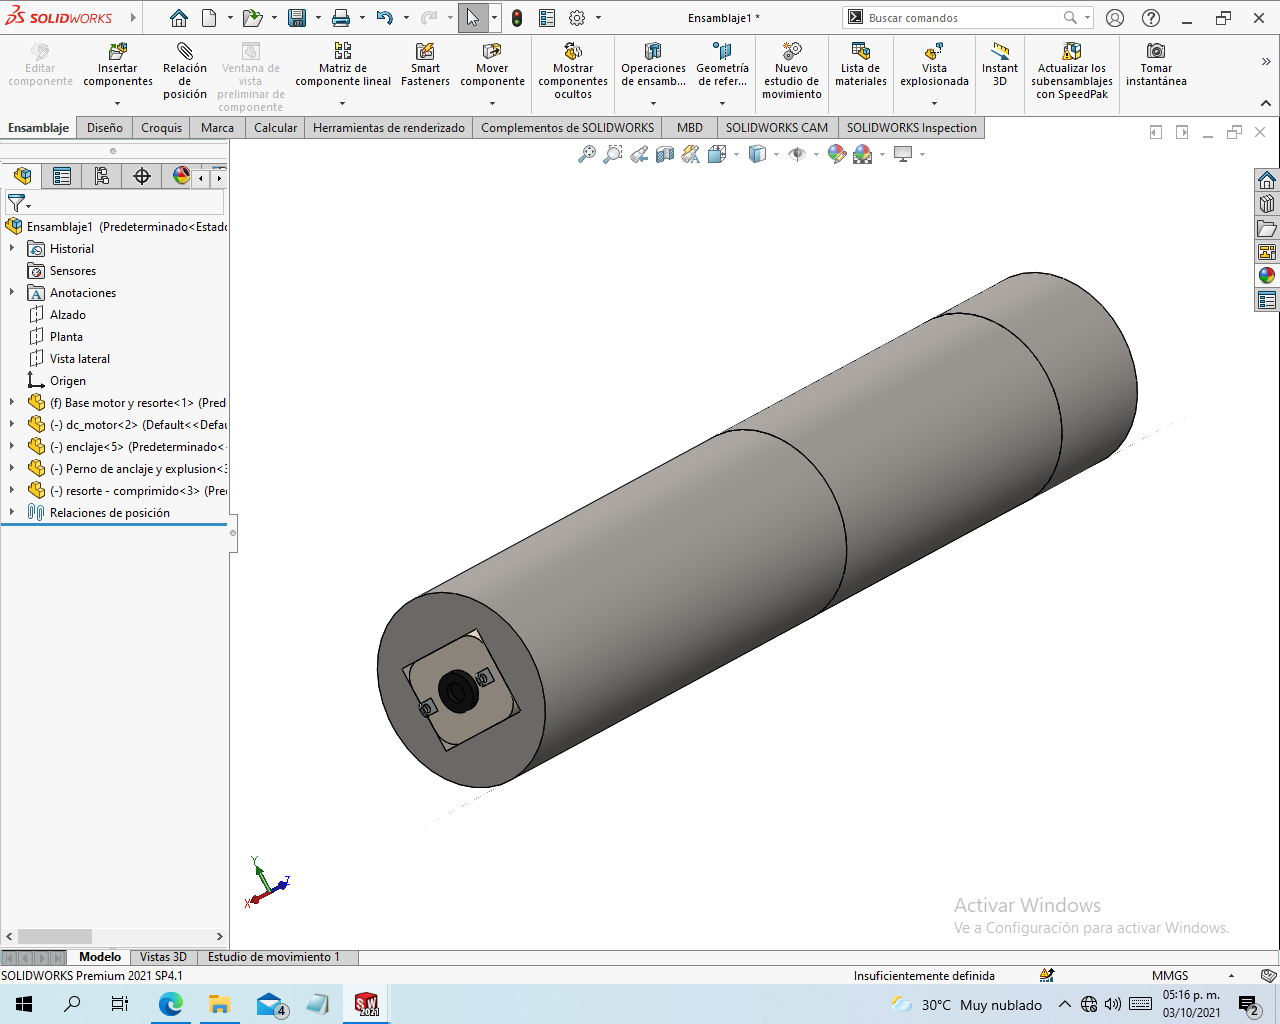 SOLIDWORKS
Ensamblaje1 *
Buscar comandos
Editar componente
Insertar componentes
Relación de posición
Ventana de vista preliminar de componente
Matriz de componente lineal
Smart Fasteners
Mover componente
Mostrar componentes ocultos
Operaciones de ensamb...
Geometría de refer...
Nuevo estudio de movimiento
Lista de materiales
Vista explosionada
Instant 3D
Actualizar los subensamblajes con SpeedPak
Tomar instantánea
Ensamblaje Diseño Croquis Marca Calcular Herramientas de renderizado Complementos de SOLIDWORKS MBD SOLIDWORKS CAM SOLIDWORKS Inspection
Ensamblaje1 (Predeterminado<Estado
Historial
Sensores
Anotaciones
Alzado
Planta
Vista lateral
Origen
(f) Base motor y resorte<1> (Pred
(-) dc_motor<2> (Default<<Defau
(-) enclaje<5> (Predeterminado<
(-) Perno de anclaje y explusion<3
(-) resorte - comprimido<3> (Pre
Relaciones de posición
Y
Z
X
Activar Windows
Ve a Configuración para activar Windows.
Modelo Vistas 3D Estudio de movimiento 1
SOLIDWORKS Premium 2021 SP4.1
Insuficientemente definida
MMGS
4
SW 2021
30°C Muy nublado
05:16 p. m.
03/10/2021
2